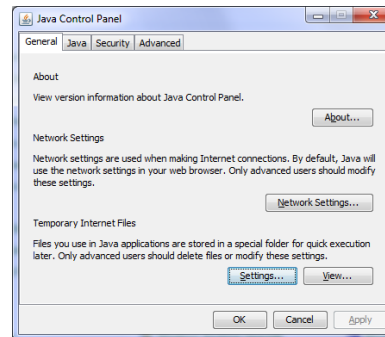 Java Control Panel
General Java Security Advanced
About
View version information about Java Control Panel.
About...
Network Settings
Network settings are used when making Internet connections. By default, Java will
use the network settings in your web browser. Only advanced users should modify
these settings.
Network Settings...
Temporary Internet Files
Files you use in Java applications are stored in a special folder for quick execution
later. Only advanced users should delete files or modify these settings.
Settings... View...
OK Cancel Apply